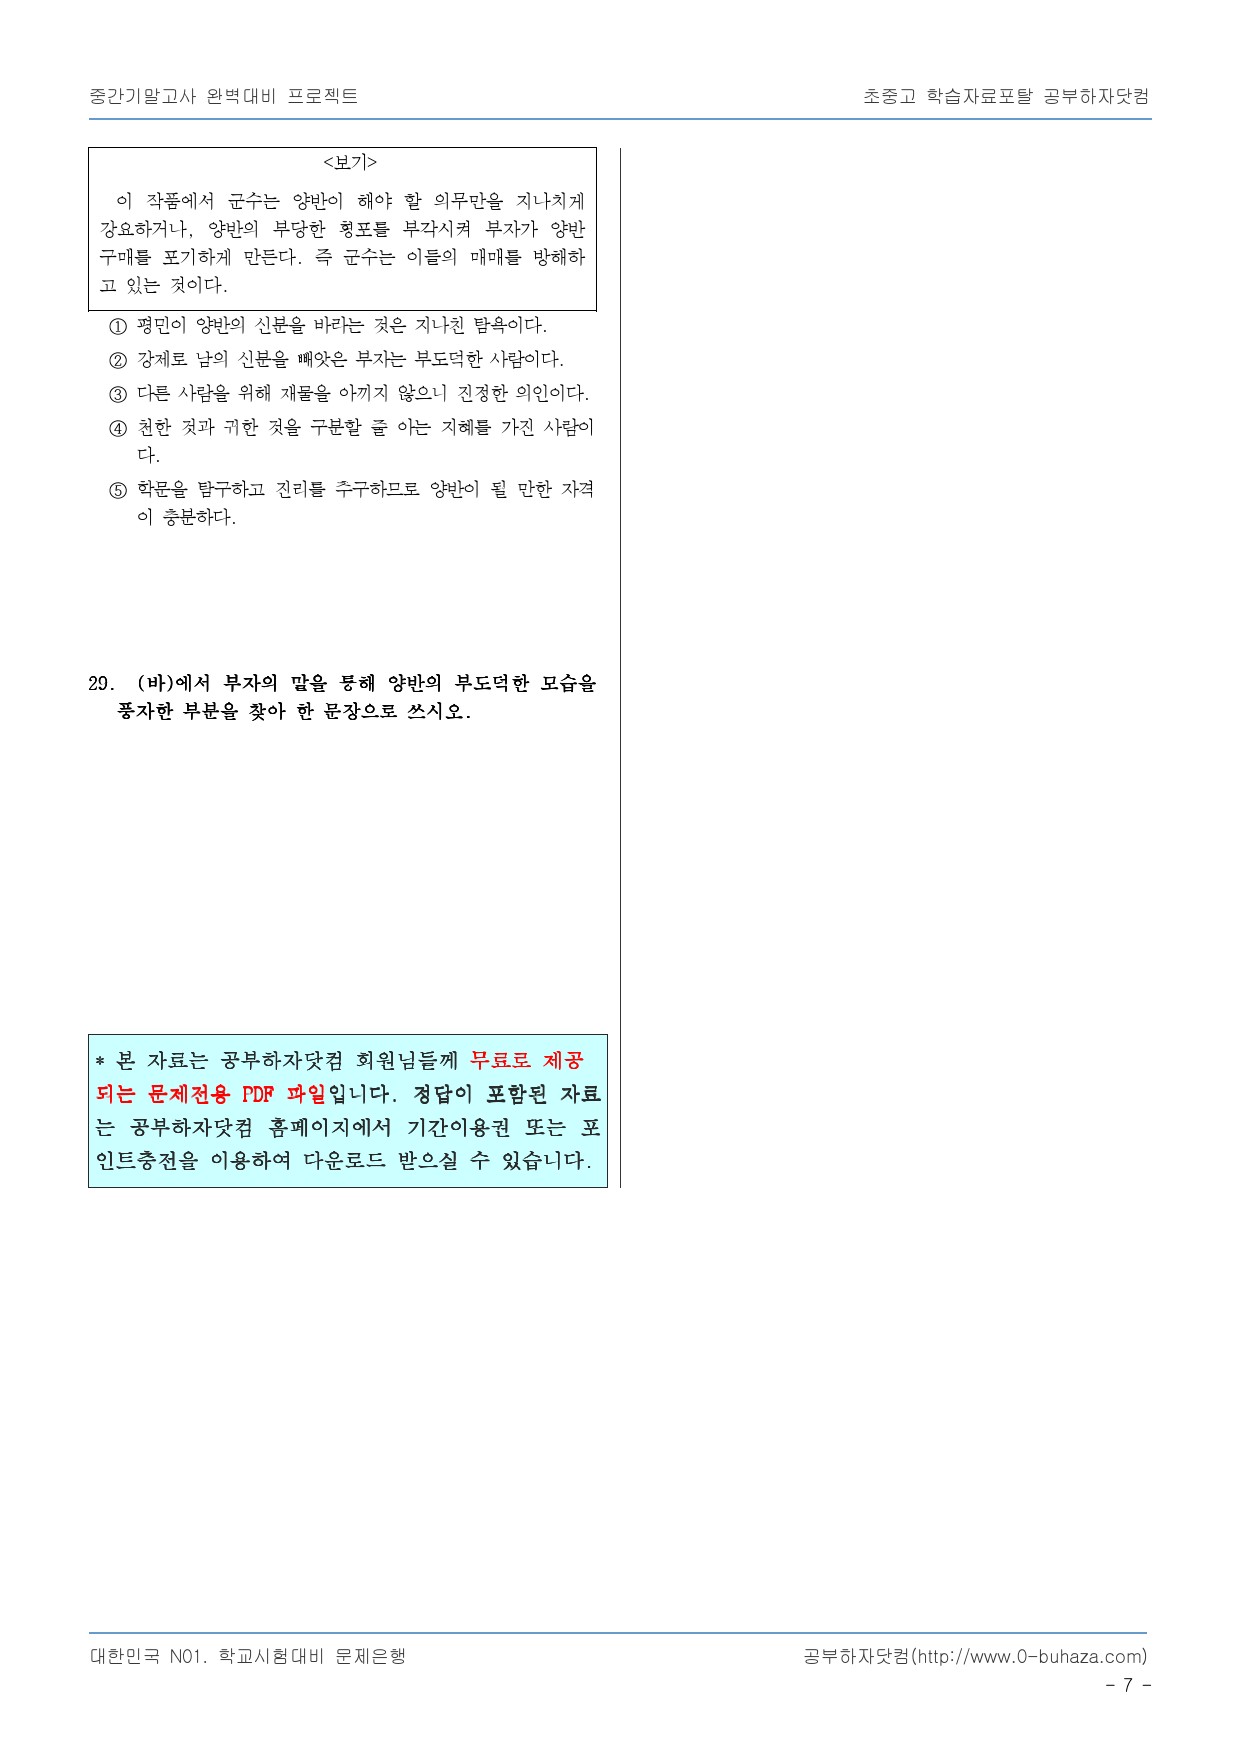 중간기말고사 완벽대비 프로젝트
초중고 학습자료포탈 공부하자닷컴
<보기>
이 작품에서 군수는 양반이 해야 할 의무만을 지나치게
강요하거나, 양반의 부당한 횡포를 부각시켜 부자가 양반
구매를 포기하게 만든다. 즉 군수는 이들의 매매를 방해하
고 있는 것이다.
① 평민이 양반의 신분을 바라는 것은 지나친 탐욕이다.
② 강제로 남의 신분을 빼앗은 부자는 부도덕한 사람이다.
③ 다른 사람을 위해 재물을 아끼지 않으니 진정한 의인이다.
④ 천한 것과 귀한 것을 구분할 줄 아는 지혜를 가진 사람이
다.
⑤ 학문을 탐구하고 진리를 추구하므로 양반이 될 만한 자격
이 충분하다.
29. (바)에서 부자의 말을 통해 양반의 부도덕한 모습을
풍자한 부분을 찾아 한 문장으로 쓰시오.
* 본 자료는 공부하자닷컴 회원님들께 무료로 제공
되는 문제전용 PDF 파일입니다. 정답이 포함된 자료
는 공부하자닷컴 홈페이지에서 기간이용권 또는 포
인트충전을 이용하여 다운로드 받으실 수 있습니다.
대한민국 N01. 학교시험대비 문제은행
공부하자닷컴(http://www.0-buhaza.com)
- 7 -